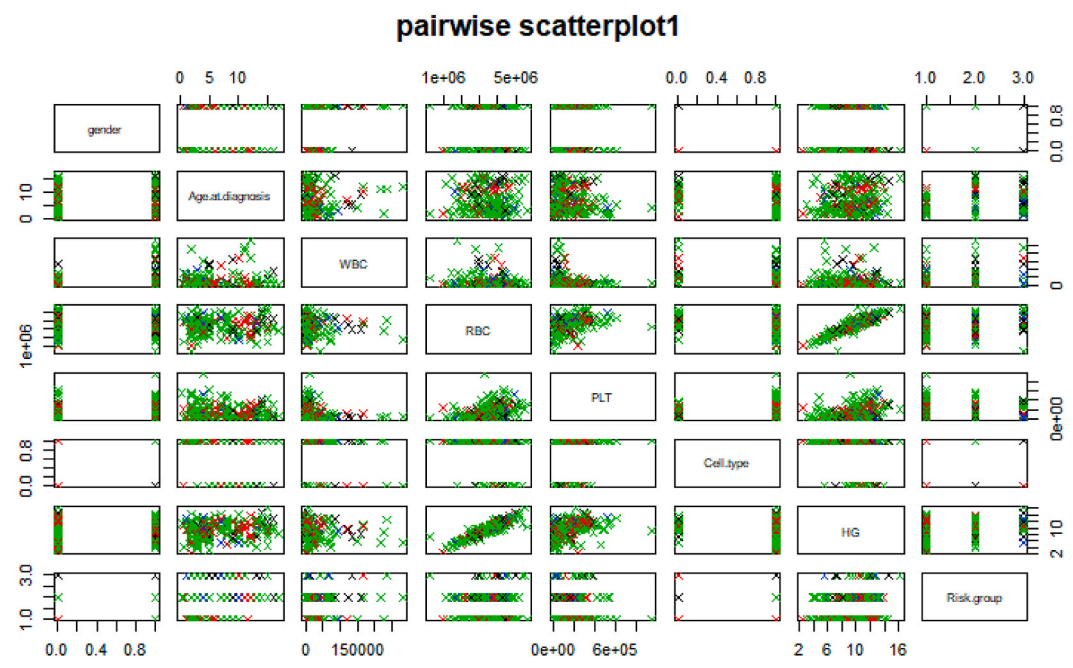 pairwise scatterplot1
0 5 10
1e+06 5e+06
0.0 0.4 0.8
1.0 2.0 3.0
gender
0.0 0.8
0 10
Age.at.diagnosis
WBC
0
1e+06
RBC
PLT
0e+00
0.0 0.8
Cell.type
HG
2 10
1.0 3.0
Risk.group
0.0 0.4 0.8
0 150000
0e+00 6e+05
2 6 10 16